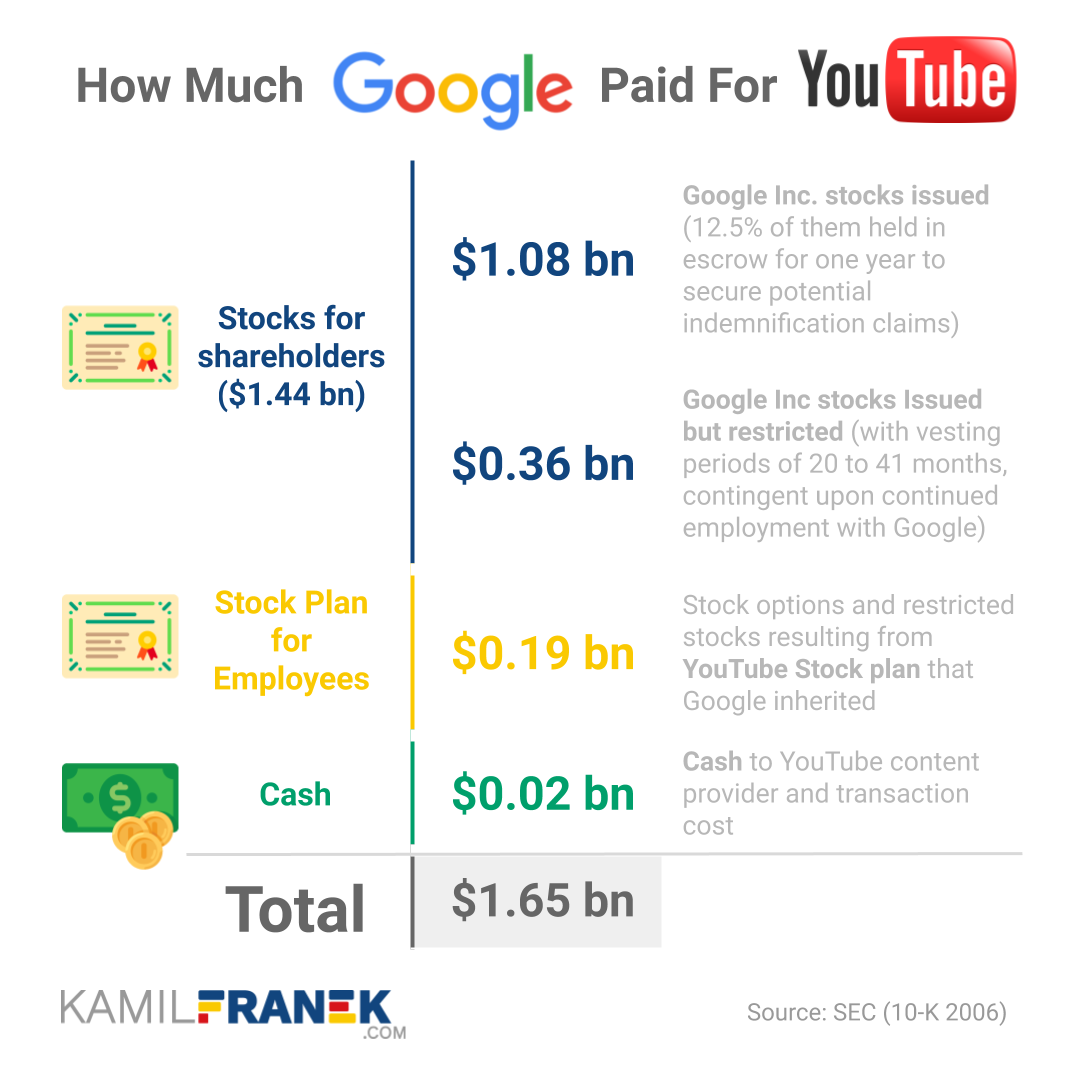 How Much Google Paid For YouTube
Google Inc. stocks issued
(12.5% of them held in
escrow for one year to
secure potential
indemnification claims)
$1.08 bn
Stocks for
shareholders
($1.44 bn)
Google Inc stocks Issued
but restricted (with vesting
periods of 20 to 41 months,
contingent upon continued
employment with Google)
$0.36 bn
Stock Plan
for
Employees
$0.19 bn
Stock options and restricted
stocks resulting from
YouTube Stock plan that
Google inherited
Cash
$0.02 bn
Cash to YouTube content
provider and transaction
cost
Total
$1.65 bn
KAMILFRANEK
.COM
Source: SEC (10-K 2006)